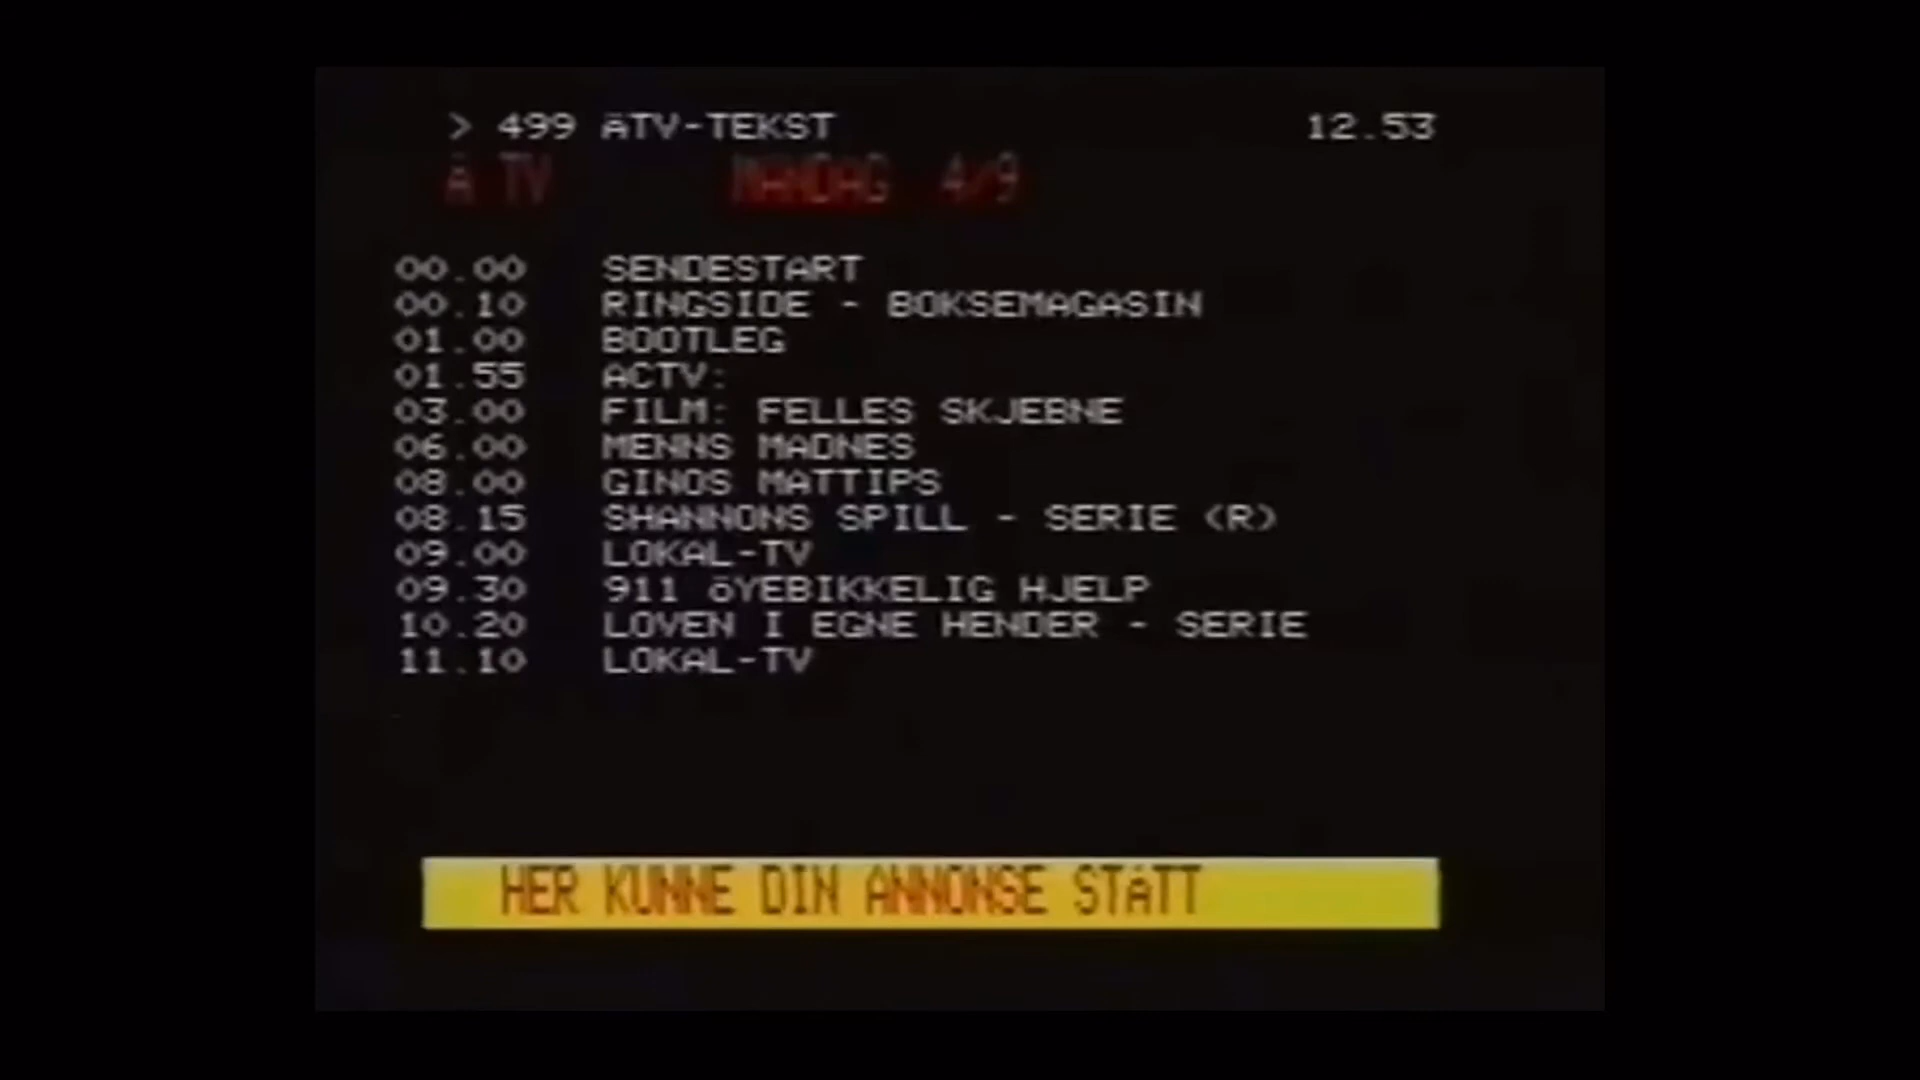 > 499 åTV-TEKST 12.53
Å TV MANDAG 4/9
00.00 SENDESTART
00.10 RINGSIDE - BOKSEMAGASIN
01.00 BOOTLEG
01.55 ACTV:
03.00 FILM: FELLES SKJEBNE
06.00 MENNS MADNES
08.00 GINOS MATTIPS
08.15 SHANNONS SPILL - SERIE (R)
09.00 LOKAL-TV
09.30 911 öYEBIKKELIG HJELP
10.20 LOVEN I EGNE HENDER - SERIE
11.10 LOKAL-TV
HER KUNNE DIN ANNONSE STåTT